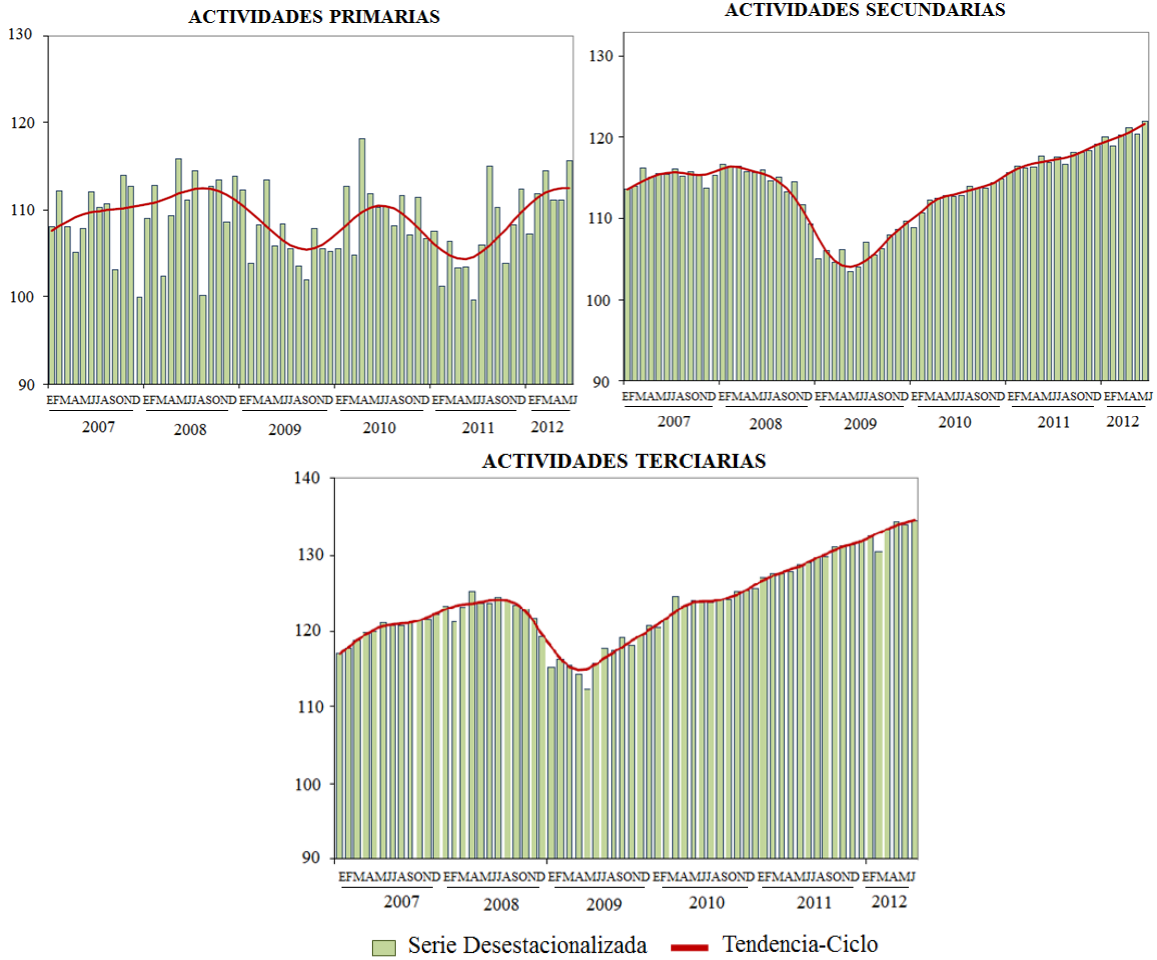 ACTIVIDADES PRIMARIAS
130
120
110
100
90
EFMAMJJASOND EFMAMJJASOND EFMAMJJASOND EFMAMJJASOND EFMAMJJASOND EFMAMJ
2007 2008 2009 2010 2011 2012
ACTIVIDADES SECUNDARIAS
130
120
110
100
90
EFMAMJJASOND EFMAMJJASOND EFMAMJJASOND EFMAMJJASOND EFMAMJJASOND EFMAMJ
2007 2008 2009 2010 2011 2012
ACTIVIDADES TERCIARIAS
140
130
120
110
100
90
EFMAMJJASOND EFMAMJJASOND EFMAMJJASOND EFMAMJJASOND EFMAMJJASOND EFMAMJ
2007 2008 2009 2010 2011 2012
Serie Desestacionalizada Tendencia-Ciclo